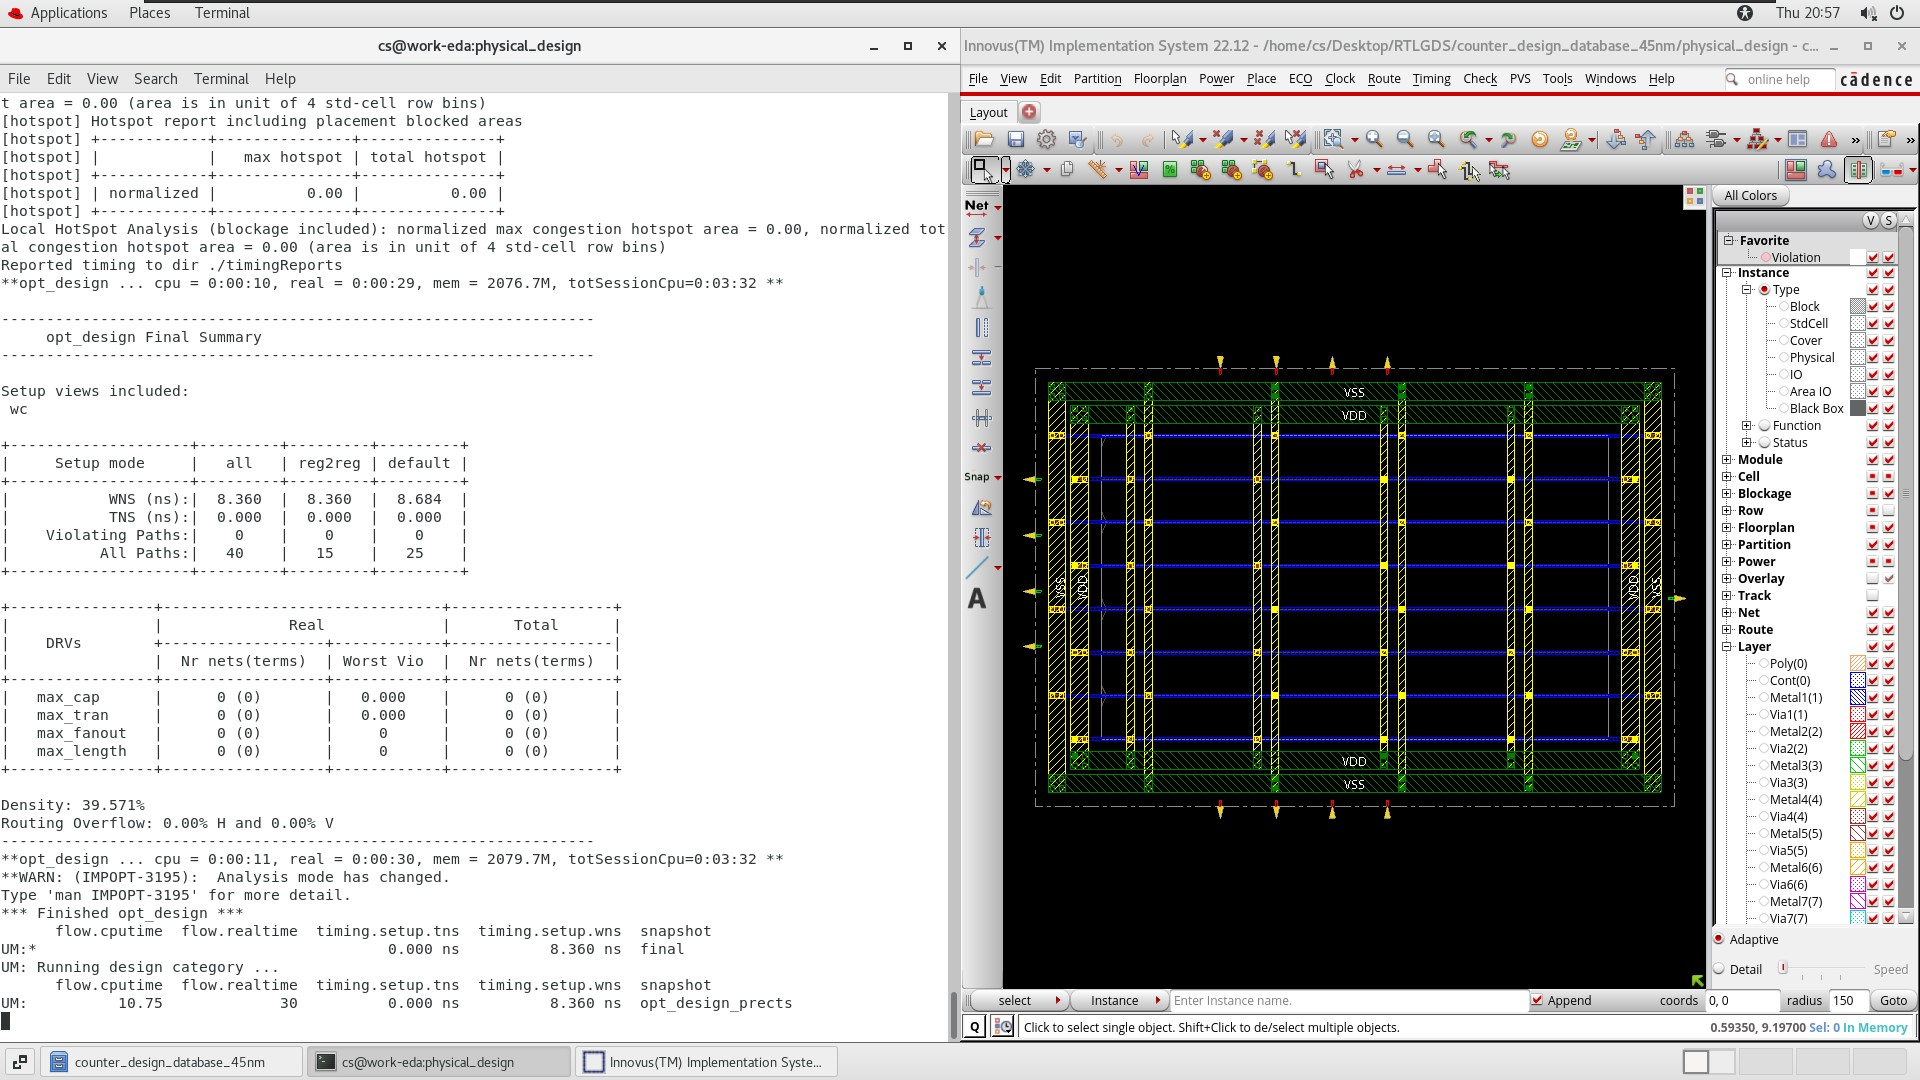 Applications Places Terminal Thu 20:57
cs@work-eda:physical_design
File Edit View Search Terminal Help
t area = 0.00 (area is in unit of 4 std-cell row bins)
[hotspot] Hotspot report including placement blocked areas
[hotspot] +------------+---------------+---------------+
[hotspot] |            |   max hotspot | total hotspot |
[hotspot] +------------+---------------+---------------+
[hotspot] | normalized |          0.00 |          0.00 |
[hotspot] +------------+---------------+---------------+
Local HotSpot Analysis (blockage included): normalized max congestion hotspot area = 0.00, normalized tot
al congestion hotspot area = 0.00 (area is in unit of 4 std-cell row bins)
Reported timing to dir ./timingReports
**opt_design ... cpu = 0:00:10, real = 0:00:29, mem = 2076.7M, totSessionCpu=0:03:32 **
------------------------------------------------------------------
     opt_design Final Summary
------------------------------------------------------------------
Setup views included:
 wc
+--------------------+---------+---------+---------+
|     Setup mode     |   all   | reg2reg | default |
+--------------------+---------+---------+---------+
|           WNS (ns):|  8.360  |  8.360  |  8.684  |
|           TNS (ns):|  0.000  |  0.000  |  0.000  |
|    Violating Paths:|    0    |    0    |    0    |
|          All Paths:|   40    |   15    |   25    |
+--------------------+---------+---------+---------+
+----------------+-------------------------------+------------------+
|                |              Real             |       Total      |
|    DRVs        +------------------+------------+------------------|
|                |  Nr nets(terms)  | Worst Vio  |  Nr nets(terms)  |
+----------------+------------------+------------+------------------+
|   max_cap      |      0 (0)       |   0.000    |      0 (0)       |
|   max_tran     |      0 (0)       |   0.000    |      0 (0)       |
|   max_fanout   |      0 (0)       |     0      |      0 (0)       |
|   max_length   |      0 (0)       |     0      |      0 (0)       |
+----------------+------------------+------------+------------------+
Density: 39.571%
Routing Overflow: 0.00% H and 0.00% V
------------------------------------------------------------------
**opt_design ... cpu = 0:00:11, real = 0:00:30, mem = 2079.7M, totSessionCpu=0:03:32 **
**WARN: (IMPOPT-3195):  Analysis mode has changed.
Type 'man IMPOPT-3195' for more detail.
*** Finished opt_design ***
      flow.cputime  flow.realtime  timing.setup.tns  timing.setup.wns  snapshot
UM:*                                       0.000 ns          8.360 ns  final
UM: Running design category ...
      flow.cputime  flow.realtime  timing.setup.tns  timing.setup.wns  snapshot
UM:          10.75             30          0.000 ns          8.360 ns  opt_design_prects
Innovus(TM) Implementation System 22.12 - /home/cs/Desktop/RTLGDS/counter_design_database_45nm/physical_design - c...
File View Edit Partition Floorplan Power Place ECO Clock Route Timing Check PVS Tools Windows Help online help cādence
Layout
Net
Snap
A
VSS
VDD
VSS
VDD
VDD
VSS
VDD
VSS
All Colors
V S
Favorite
Violation
Instance
Type
Block
StdCell
Cover
Physical
IO
Area IO
Black Box
Function
Status
Module
Cell
Blockage
Row
Floorplan
Partition
Power
Overlay
Track
Net
Route
Layer
Poly(0)
Cont(0)
Metal1(1)
Via1(1)
Metal2(2)
Via2(2)
Metal3(3)
Via3(3)
Metal4(4)
Via4(4)
Metal5(5)
Via5(5)
Metal6(6)
Via6(6)
Metal7(7)
Via7(7)
Adaptive
Detail Speed
select Instance Enter Instance name. Append coords 0, 0 radius 150 Goto
Q Click to select single object. Shift+Click to de/select multiple objects. 0.59350, 9.19700 Sel: 0 In Memory
counter_design_database_45nm cs@work-eda:physical_design Innovus(TM) Implementation Syste...